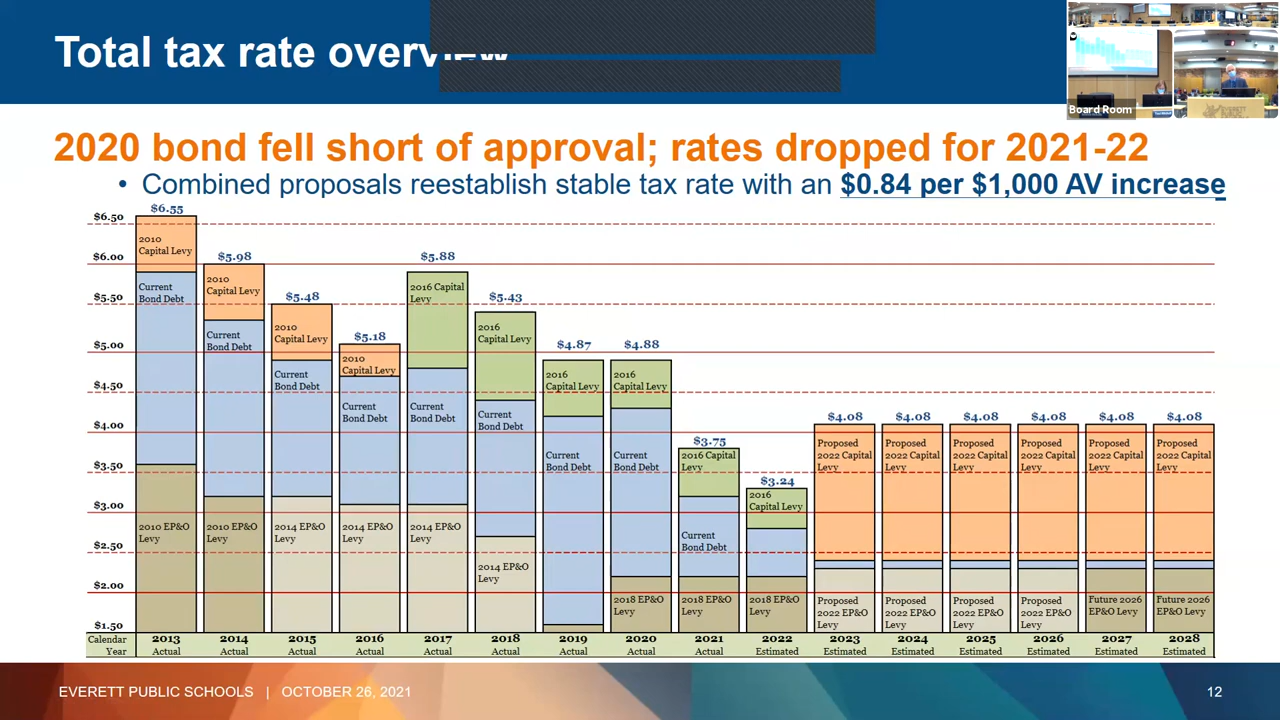 Total tax rate overview
Board Room
2020 bond fell short of approval; rates dropped for 2021-22
• Combined proposals reestablish stable tax rate with an $0.84 per $1,000 AV increase
$6.50
$6.00
$5.50
$5.00
$4.50
$4.00
$3.50
$3.00
$2.50
$2.00
$1.50
$6.55
2010
Capital Levy
Current
Bond Debt
2010 EP&O
Levy
$5.98
2010
Capital Levy
Current
Bond Debt
2010 EP&O
Levy
$5.48
2010
Capital Levy
Current
Bond Debt
2014 EP&O
Levy
$5.18
2010
Capital Levy
Current
Bond Debt
2014 EP&O
Levy
$5.88
2016 Capital
Levy
Current
Bond Debt
2014 EP&O
Levy
$5.43
2016
Capital Levy
Current
Bond Debt
2014 EP&O
Levy
$4.87
2016
Capital Levy
Current
Bond Debt
$4.88
2016
Capital Levy
Current
Bond Debt
2018 EP&O
Levy
$3.75
2016 Capital
Levy
Current
Bond Debt
2018 EP&O
Levy
$3.24
2016
Capital Levy
2018 EP&O
Levy
$4.08
Proposed
2022 Capital
Levy
Proposed
2022 EP&O
Levy
$4.08
Proposed
2022 Capital
Levy
Proposed
2022 EP&O
Levy
$4.08
Proposed
2022 Capital
Levy
Proposed
2022 EP&O
Levy
$4.08
Proposed
2022 Capital
Levy
Proposed
2022 EP&O
Levy
$4.08
Proposed
2022 Capital
Levy
Future 2026
EP&O Levy
$4.08
Proposed
2022 Capital
Levy
Future 2026
EP&O Levy
Calendar 2013 2014 2015 2016 2017 2018 2019 2020 2021 2022 2023 2024 2025 2026 2027 2028
Year Actual Actual Actual Actual Actual Actual Actual Actual Actual Estimated Estimated Estimated Estimated Estimated Estimated Estimated
EVERETT PUBLIC SCHOOLS | OCTOBER 26, 2021
12